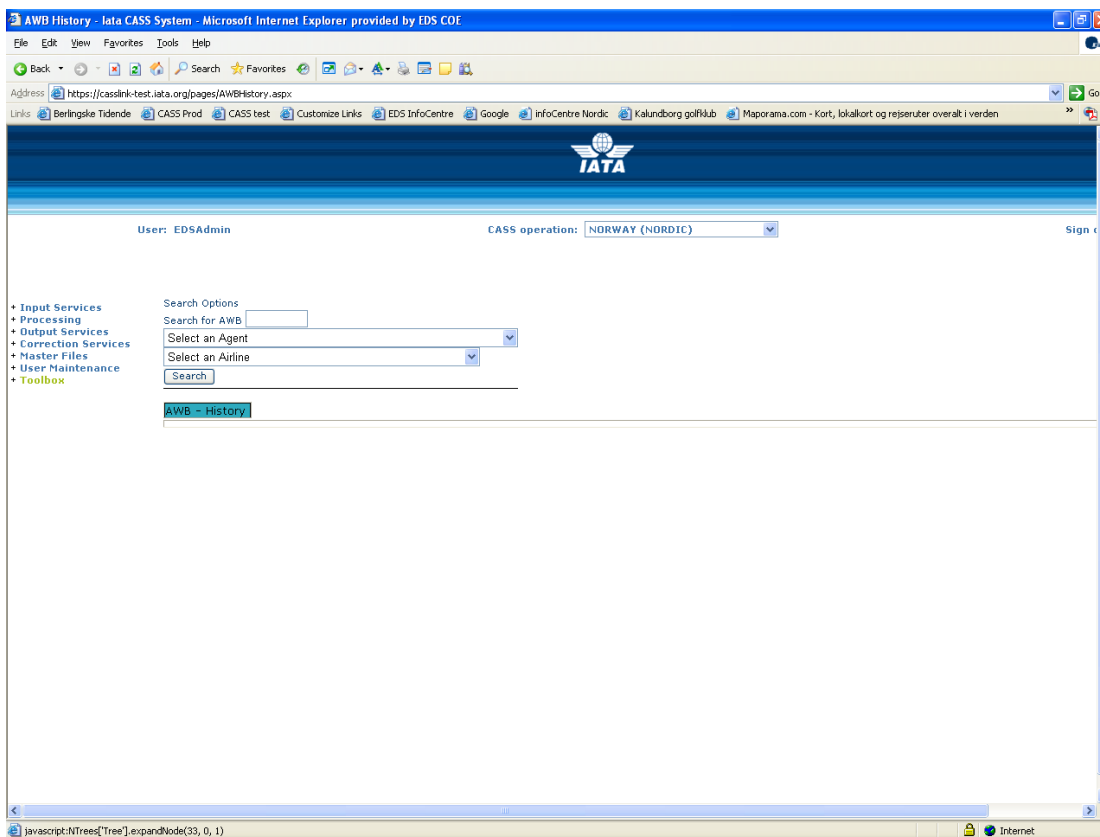 AWB History - Iata CASS System - Microsoft Internet Explorer provided by EDS COE
File Edit View Favorites Tools Help
Back Search Favorites
Address https://casslink-test.iata.org/pages/AWBHistory.aspx Go
Links Berlingske Tidende CASS Prod CASS test Customize Links EDS InfoCentre Google infoCentre Nordic Kalundborg golfklub Maporama.com - Kort, lokalkort og rejseruter overalt i verden »
IATA
User: EDSAdmin CASS operation: NORWAY (NORDIC) Sign
+ Input Services
+ Processing
+ Output Services
+ Correction Services
+ Master Files
+ User Maintenance
+ Toolbox
Search Options
Search for AWB
Select an Agent
Select an Airline
Search
AWB - History
javascript:NTrees['Tree'].expandNode(33, 0, 1) Internet